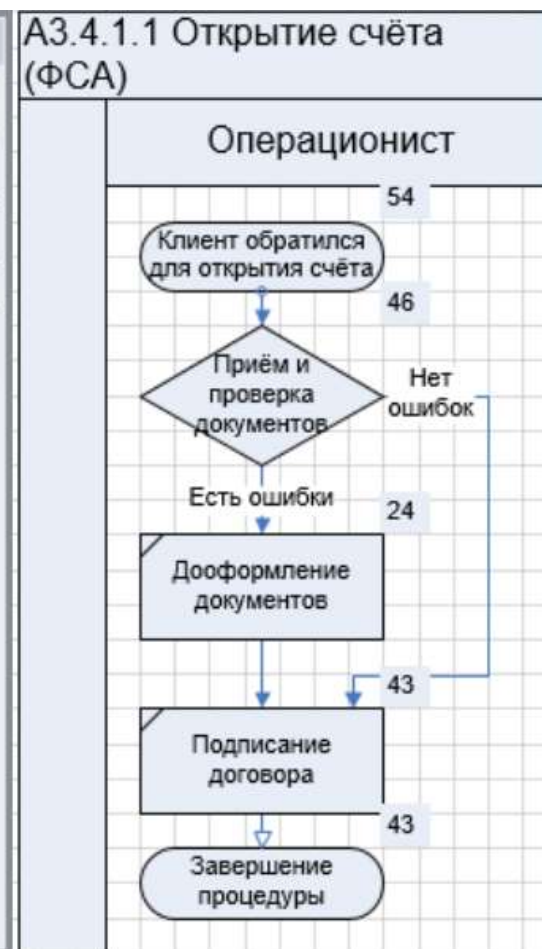 А3.4.1.1 Открытие счёта
(ФСА)
Операционист
54
Клиент обратился
для открытия счёта
46
Приём и
проверка
документов
Нет
ошибок
Есть ошибки
24
Дооформление
документов
43
Подписание
договора
43
Завершение
процедуры